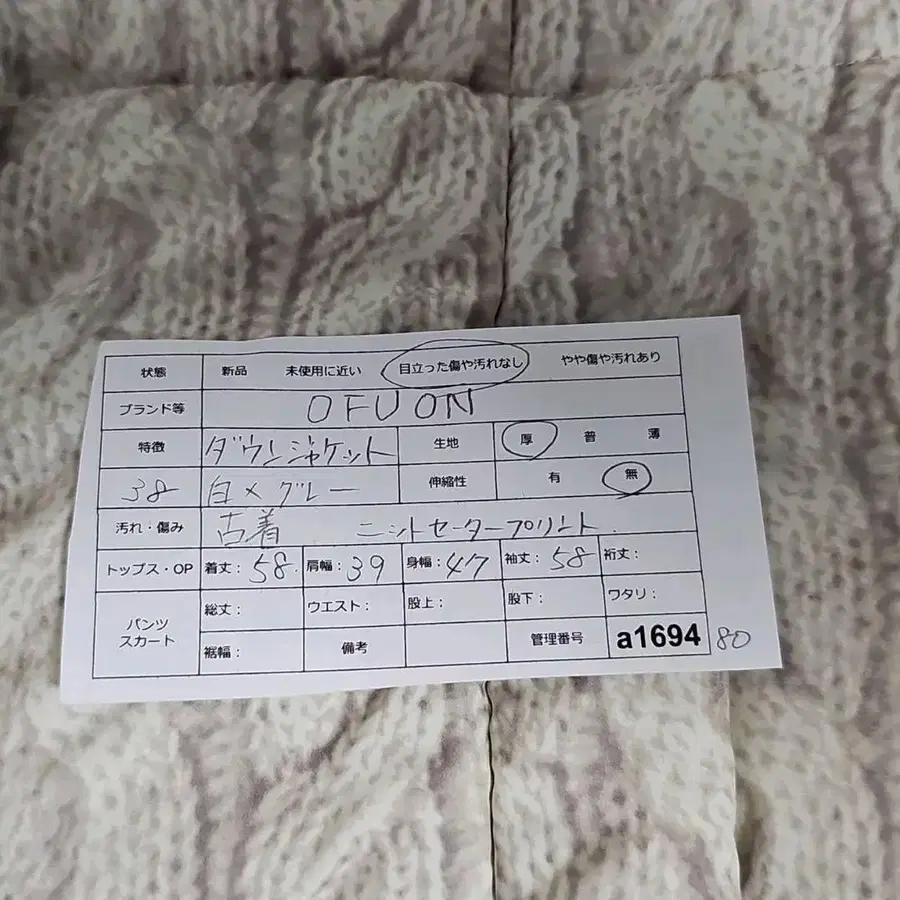 状態 新品 未使用に近い 目立った傷や汚れなし やや傷や汚れあり
ブランド等 OFUON
特徴 ダウンジャケット 生地 厚 普 薄
38 白×グレー 伸縮性 有 無
汚れ・傷み 古着 ニットセータープリント
トップス・OP 着丈：58. 肩幅：39 身幅：47 袖丈：58 裄丈：
パンツ スカート 総丈： ウエスト： 股上： 股下： ワタリ：
裾幅： 備考 管理番号 a1694 80